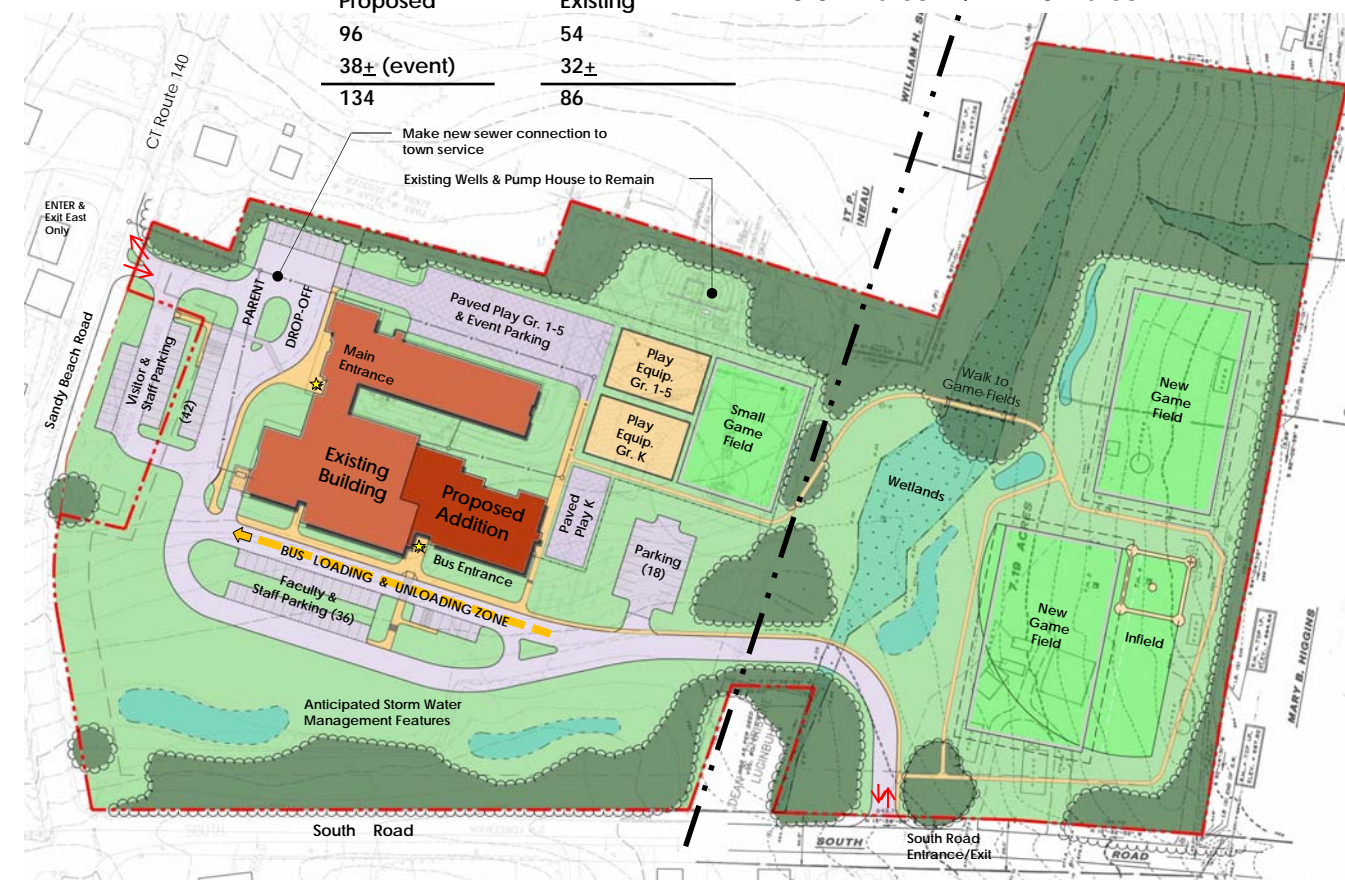 Proposed Existing
96 54
38± (event) 32±
134 86
CT Route 140
Make new sewer connection to
town service
Existing Wells & Pump House to Remain
ENTER &
Exit East
Only
WILLIAM H.
Sandy Beach Road
Visitor &
Staff Parking
(42)
PARENT
DROP-OFF
Paved Play Gr. 1-5
& Event Parking
Main
Entrance
Play
Equip.
Gr. 1-5
Play
Equip.
Gr. K
Small
Game
Field
Walk to
Game Fields
New
Game
Field
Existing
Building
Proposed
Addition
Paved
Play K
Wetlands
Parking
(18)
BUS LOADING & UNLOADING ZONE
Bus Entrance
Faculty &
Staff Parking (36)
7.19 ACRES
New
Game
Field
Infield
MARY B. HIGGINS
Anticipated Storm Water
Management Features
LUGINBUHL
South Road
SOUTH ROAD
South Road
Entrance/Exit